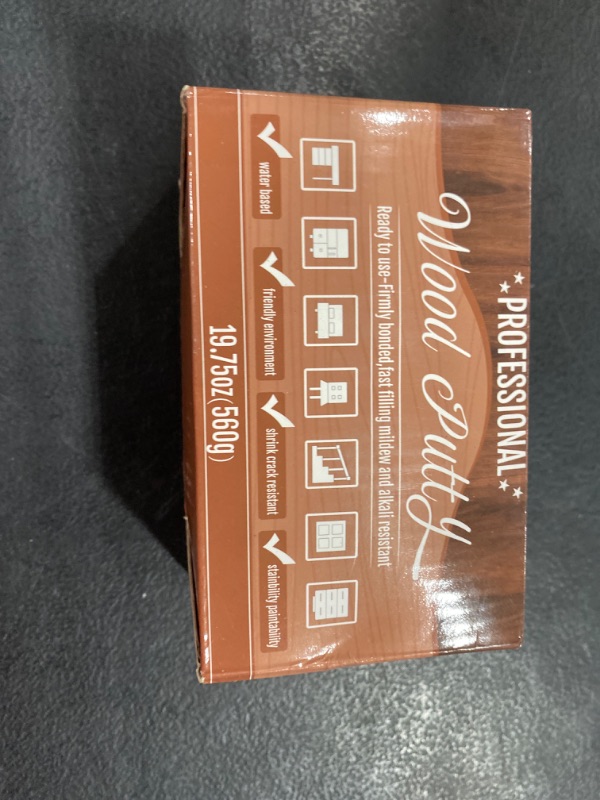 PROFESSIONAL
Wood Putty
Ready to use-Firmly bonded,fast filling mildew and alkali resistant
water based
friendly environment
shrink crack resistant
stainbility paintability
19.75oz(560g)